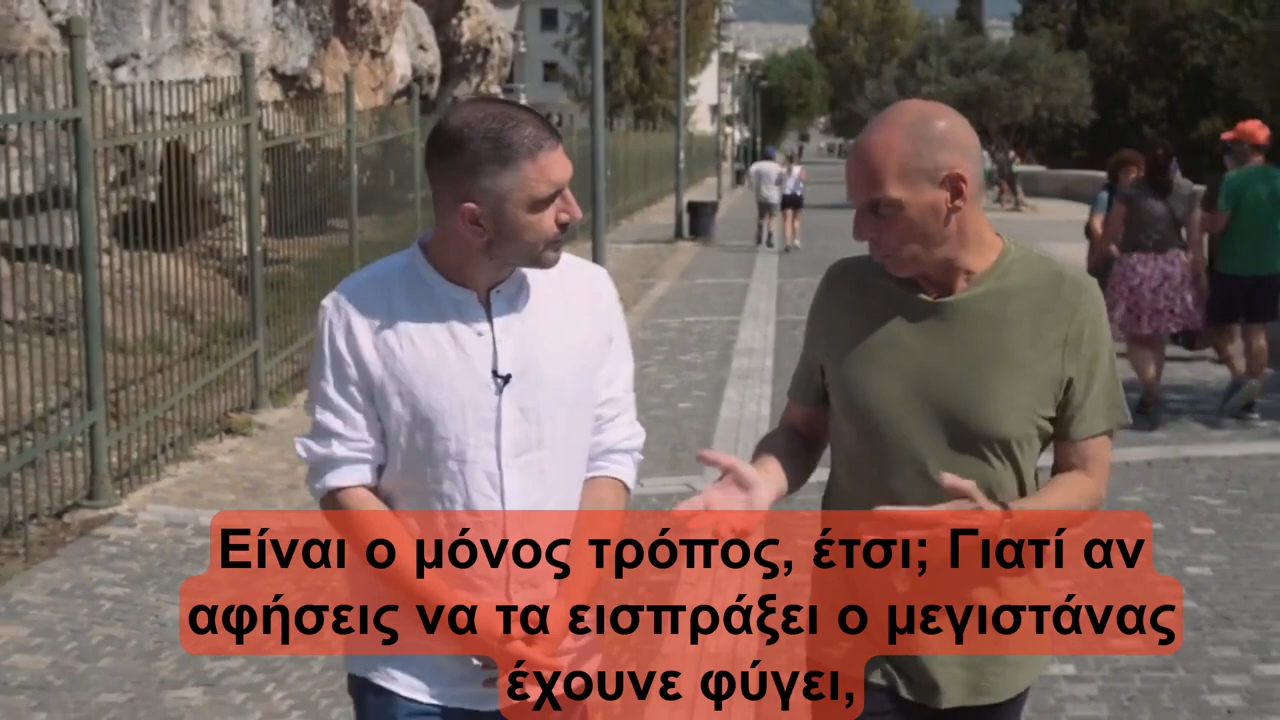 Είναι ο μόνος τρόπος, έτσι; Γιατί αν
αφήσεις να τα εισπράξει ο μεγιστάνας
έχουνε φύγει,